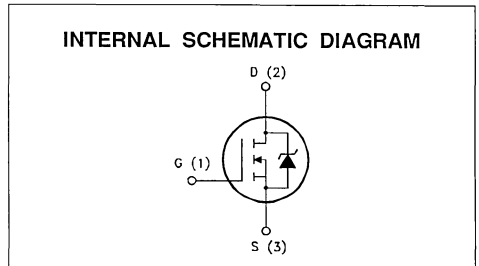 INTERNAL SCHEMATIC DIAGRAM
D (2)
G (1)
S (3)